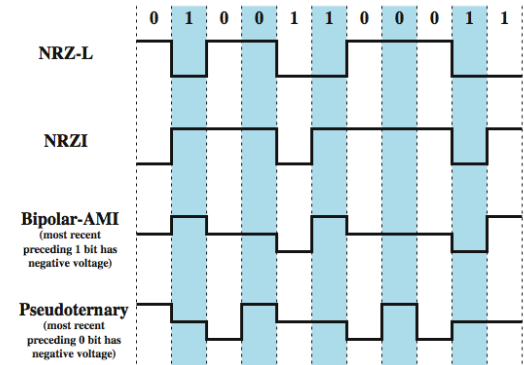 0 1 0 0 1 1 0 0 0 1 1
NRZ-L
NRZI
Bipolar-AMI
(most recent
preceding 1 bit has
negative voltage)
Pseudoternary
(most recent
preceding 0 bit has
negative voltage)